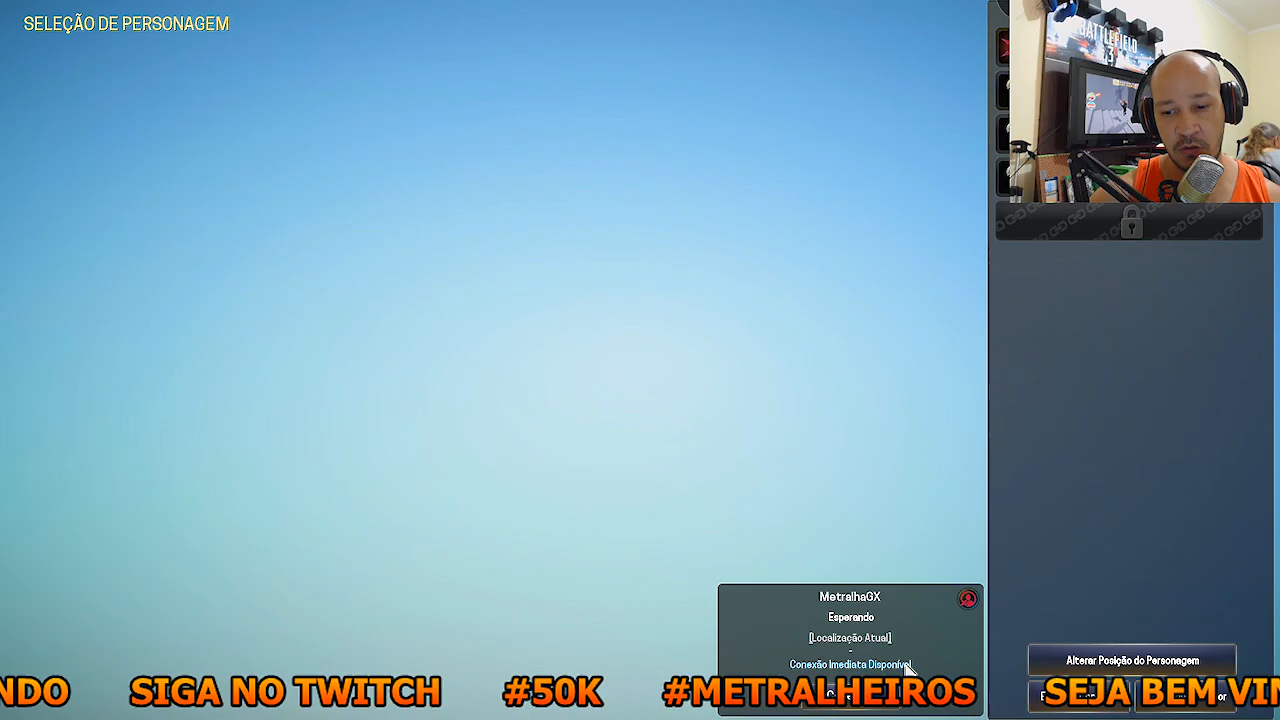 SELEÇÃO DE PERSONAGEM
BATTLEFIELD
3
MetralhaGX
Esperando
[Localização Atual]
-
Conexão Imediata Disponível
Alterar Posição do Personagem
NDO SIGA NO TWITCH #50K #METRALHEIROS SEJA BEM VIN